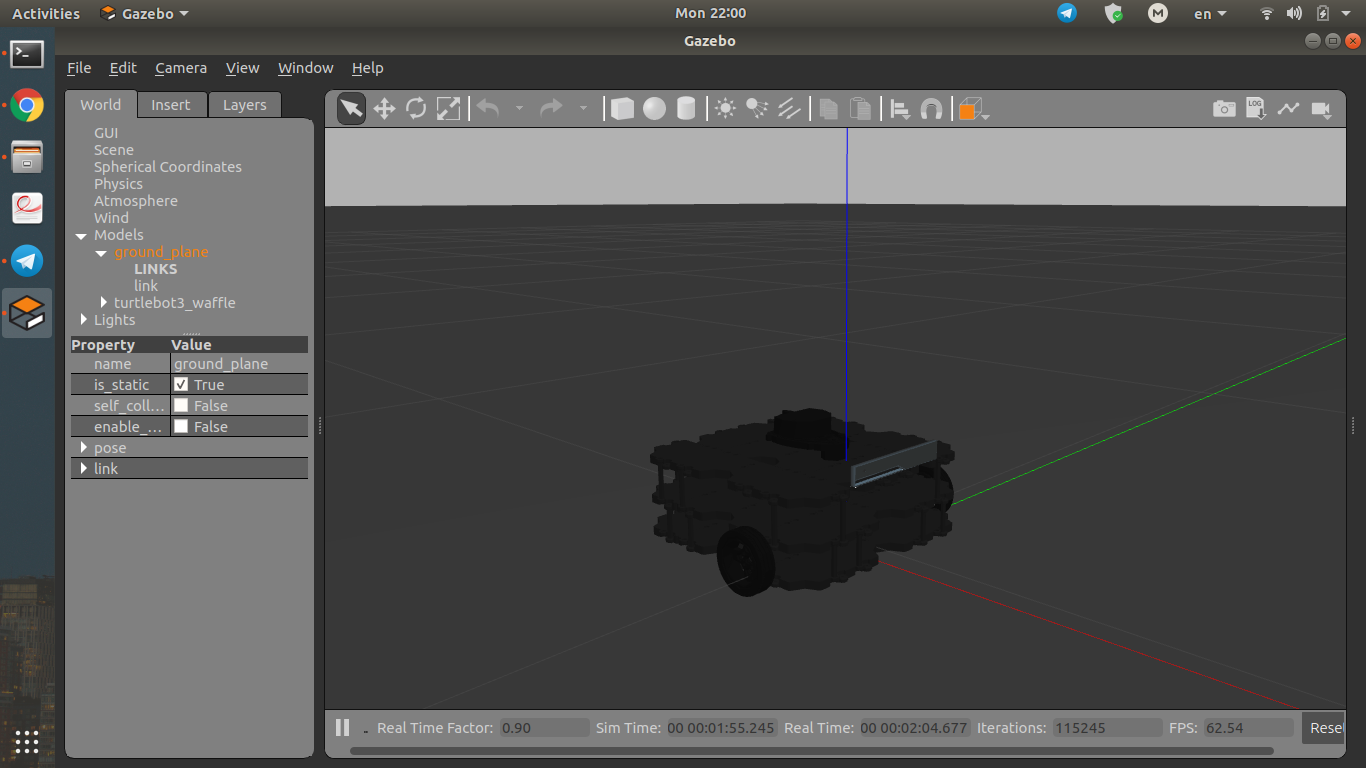 Activities Gazebo Mon 22:00 M en
Gazebo
File Edit Camera View Window Help
World Insert Layers
LOG
GUI
Scene
Spherical Coordinates
Physics
Atmosphere
Wind
Models
ground_plane
LINKS
link
turtlebot3_waffle
Lights
Property Value
name ground_plane
is_static True
self_coll... False
enable_... False
pose
link
Real Time Factor: 0.90 Sim Time: 00 00:01:55.245 Real Time: 00 00:02:04.677 Iterations: 115245 FPS: 62.54 Rese